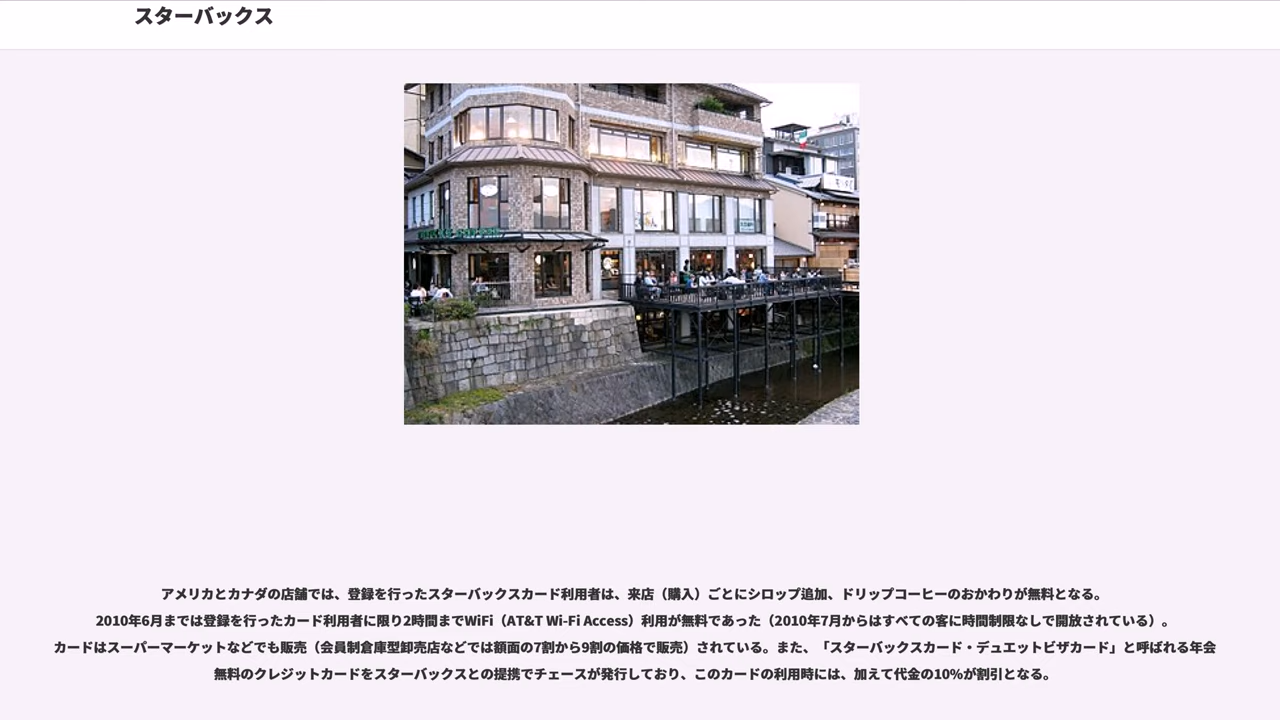 スターバックス
アメリカとカナダの店舗では、登録を行ったスターバックスカード利用者は、来店（購入）ごとにシロップ追加、ドリップコーヒーのおかわりが無料となる。
2010年6月までは登録を行ったカード利用者に限り2時間までWiFi（AT&T Wi-Fi Access）利用が無料であった（2010年7月からはすべての客に時間制限なしで開放されている）。
カードはスーパーマーケットなどでも販売（会員制倉庫型卸売店などでは額面の7割から9割の価格で販売）されている。また、「スターバックスカード・デュエットビザカード」と呼ばれる年会
無料のクレジットカードをスターバックスとの提携でチェースが発行しており、このカードの利用時には、加えて代金の10%が割引となる。